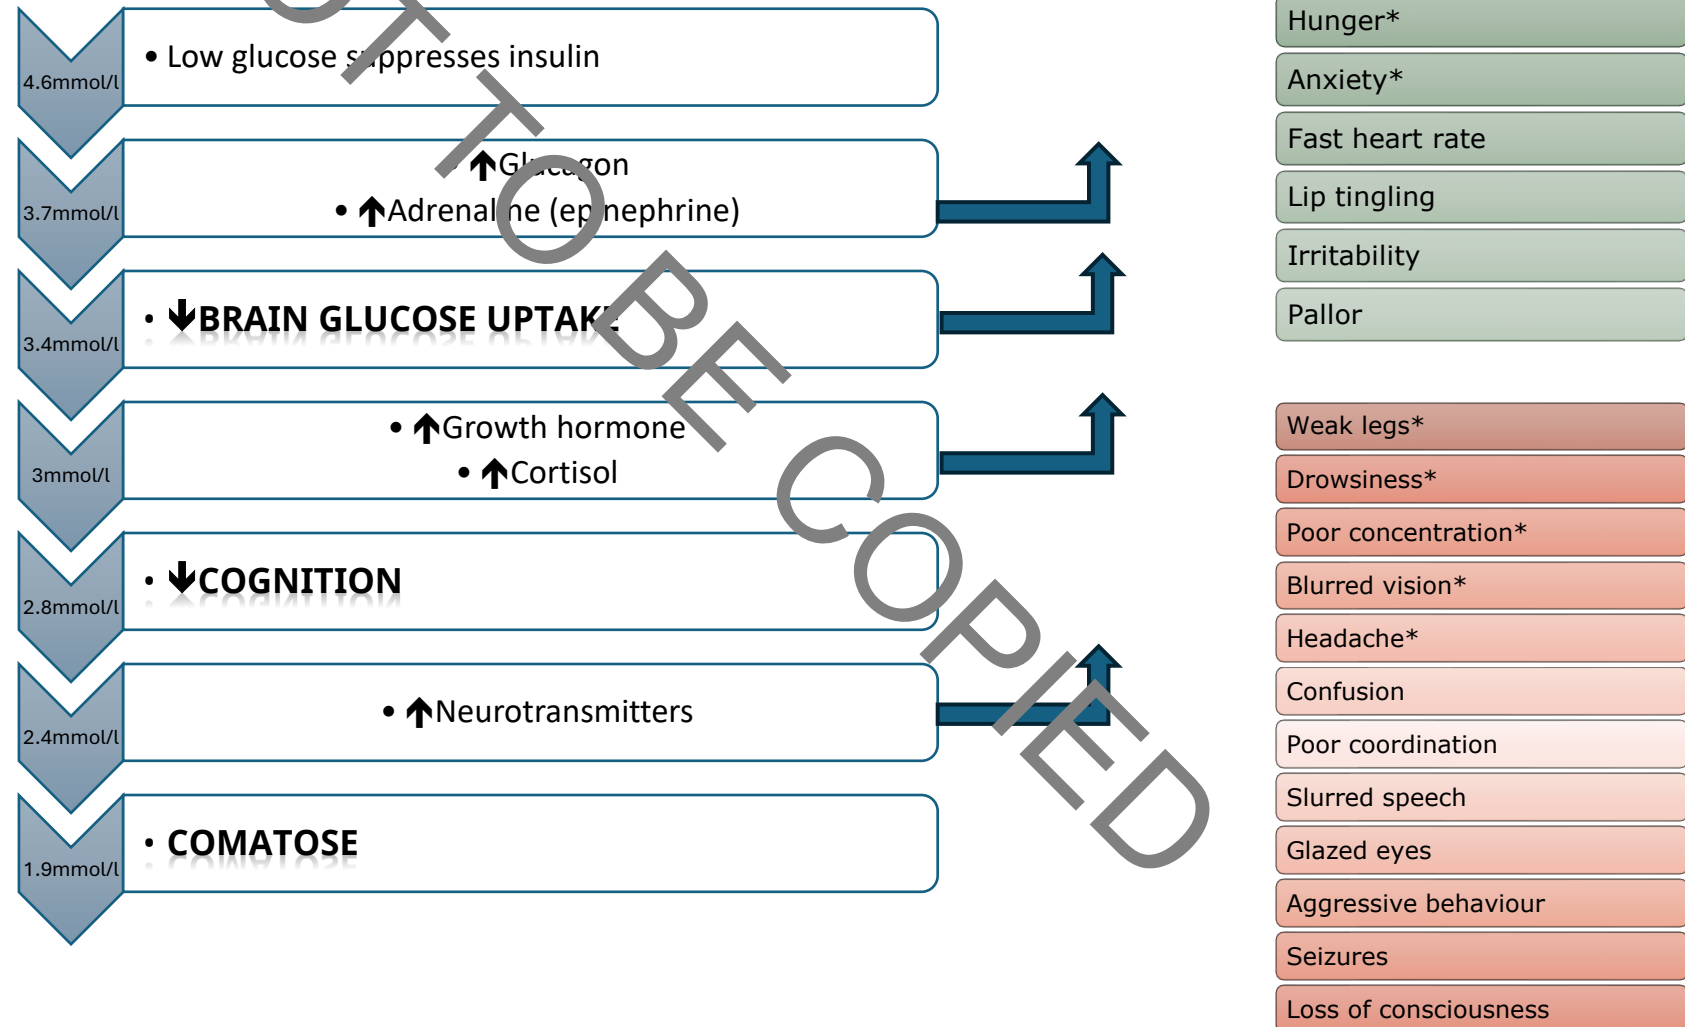 4.6mmol/l
• Low glucose suppresses insulin
3.7mmol/l
• ↑Glucagon
• ↑Adrenaline (epinephrine)
3.4mmol/l
• ↓BRAIN GLUCOSE UPTAKE
3mmol/l
• ↑Growth hormone
• ↑Cortisol
2.8mmol/l
• ↓COGNITION
2.4mmol/l
• ↑Neurotransmitters
1.9mmol/l
• COMATOSE
Hunger*
Anxiety*
Fast heart rate
Lip tingling
Irritability
Pallor
Weak legs*
Drowsiness*
Poor concentration*
Blurred vision*
Headache*
Confusion
Poor coordination
Slurred speech
Glazed eyes
Aggressive behaviour
Seizures
Loss of consciousness
TO BE COPIED